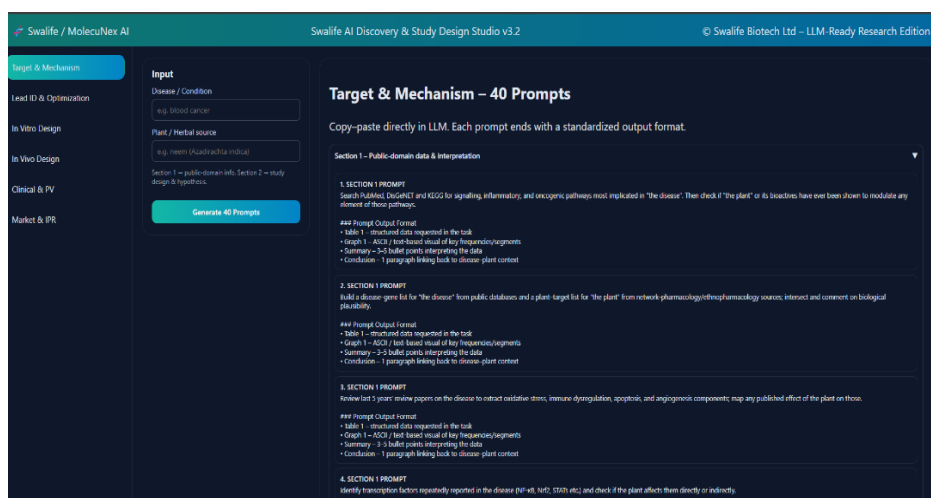 Swalife / MolecuNex AI
Swalife AI Discovery & Study Design Studio v3.2
© Swalife Biotech Ltd – LLM-Ready Research Edition
Target & Mechanism
Lead ID & Optimization
In Vitro Design
In Vivo Design
Clinical & PV
Market & IPR
Input
Disease / Condition
e.g. blood cancer
Plant / Herbal source
e.g. neem (Azadirachta indica)
Section 1 = public-domain info. Section 2 = study
design & hypothesis.
Generate 40 Prompts
Target & Mechanism – 40 Prompts
Copy–paste directly in LLM. Each prompt ends with a standardized output format.
Section 1 – Public-domain data & Interpretation
▼
1. SECTION 1 PROMPT
Search PubMed, DisGeNET and KEGG for signalling, inflammatory, and oncogenic pathways most implicated in "the disease". Then check if "the plant" or its bioactives have ever been shown to modulate any
element of those pathways.
### Prompt Output Format
• Table 1 – structured data requested in the task
• Graph 1 – ASCII / text-based visual of key frequencies/segments
• Summary – 3–5 bullet points interpreting the data
• Conclusion – 1 paragraph linking back to disease-plant context
2. SECTION 1 PROMPT
Build a disease-gene list for "the disease" from public databases and a plant-target list for "the plant" from network-pharmacology/ethnopharmacology sources; intersect and comment on biological
plausibility.
### Prompt Output Format
• Table 1 – structured data requested in the task
• Graph 1 – ASCII / text-based visual of key frequencies/segments
• Summary – 3–5 bullet points interpreting the data
• Conclusion – 1 paragraph linking back to disease-plant context
3. SECTION 1 PROMPT
Review last 5 years' review papers on the disease to extract oxidative stress, immune dysregulation, apoptosis, and angiogenesis components; map any published effect of the plant on those.
### Prompt Output Format
• Table 1 – structured data requested in the task
• Graph 1 – ASCII / text-based visual of key frequencies/segments
• Summary – 3–5 bullet points interpreting the data
• Conclusion – 1 paragraph linking back to disease-plant context
4. SECTION 1 PROMPT
Identify transcription factors repeatedly reported in the disease (NF-κB, Nrf2, STATs etc.) and check if the plant affects them directly or indirectly.